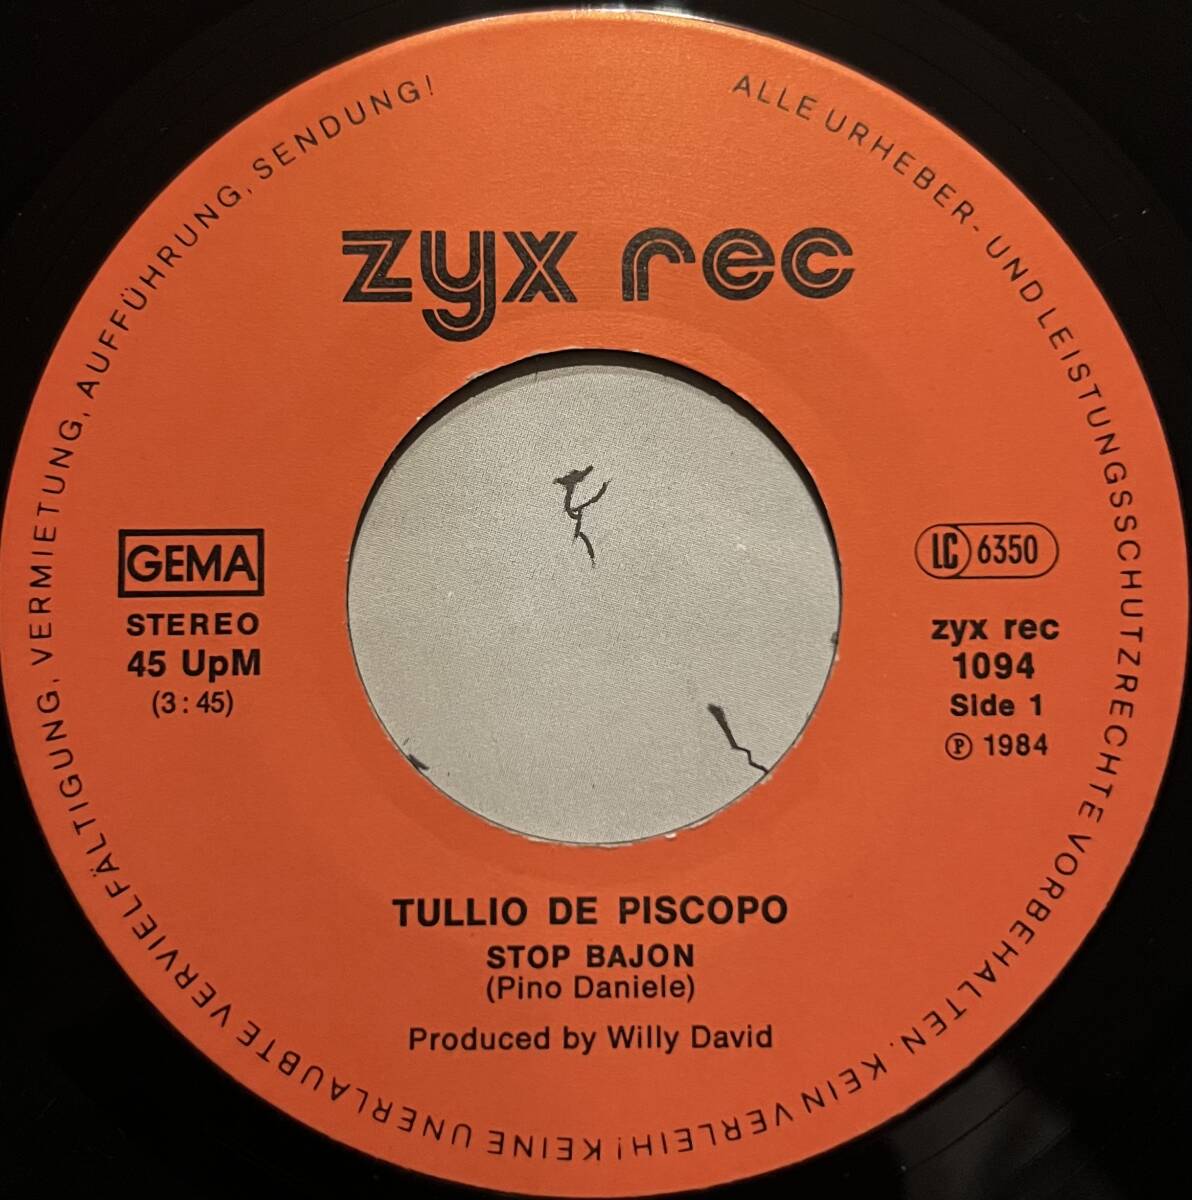 ALLE URHEBER- UND LEISTUNGSSCHUTZRECHTE VORBEHALTEN. KEIN VERLEIH! KEINE UNERLAUBTE VERVIELFÄLTIGUNG, VERMIETUNG, AUFFÜHRUNG, SENDUNG!
zyx rec
GEMA
STEREO
45 UpM
(3:45)
LC 6350
zyx rec
1094
Side 1
℗ 1984
TULLIO DE PISCOPO
STOP BAJON
(Pino Daniele)
Produced by Willy David